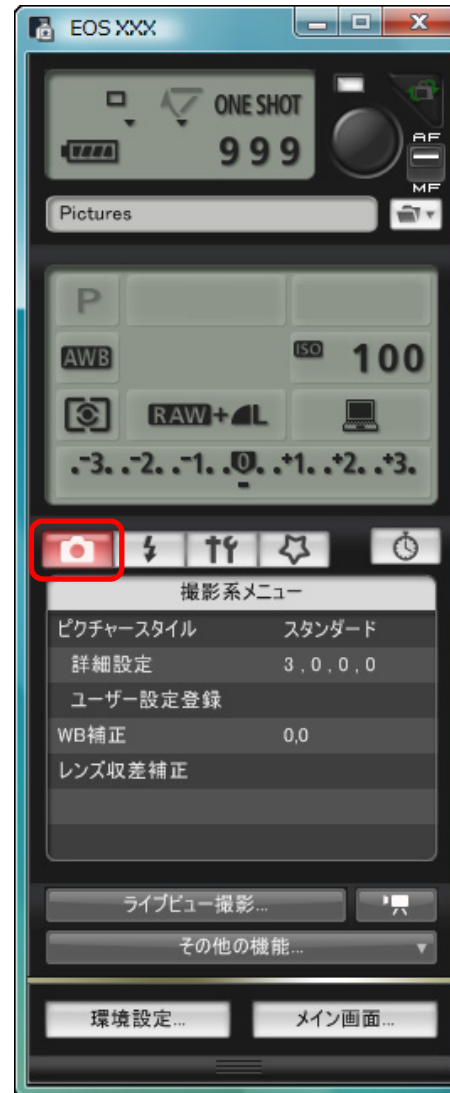 EOS XXX
ONE SHOT
999
AF
MF
Pictures
P
AWB
ISO 100
RAW+L
.-3. .-2. .-1. .0. .+1. .+2. .+3.
撮影系メニュー
ピクチャースタイル スタンダード
詳細設定 3,0,0,0
ユーザー設定登録
WB補正 0,0
レンズ収差補正
ライブビュー撮影...
その他の機能...
環境設定... メイン画面...